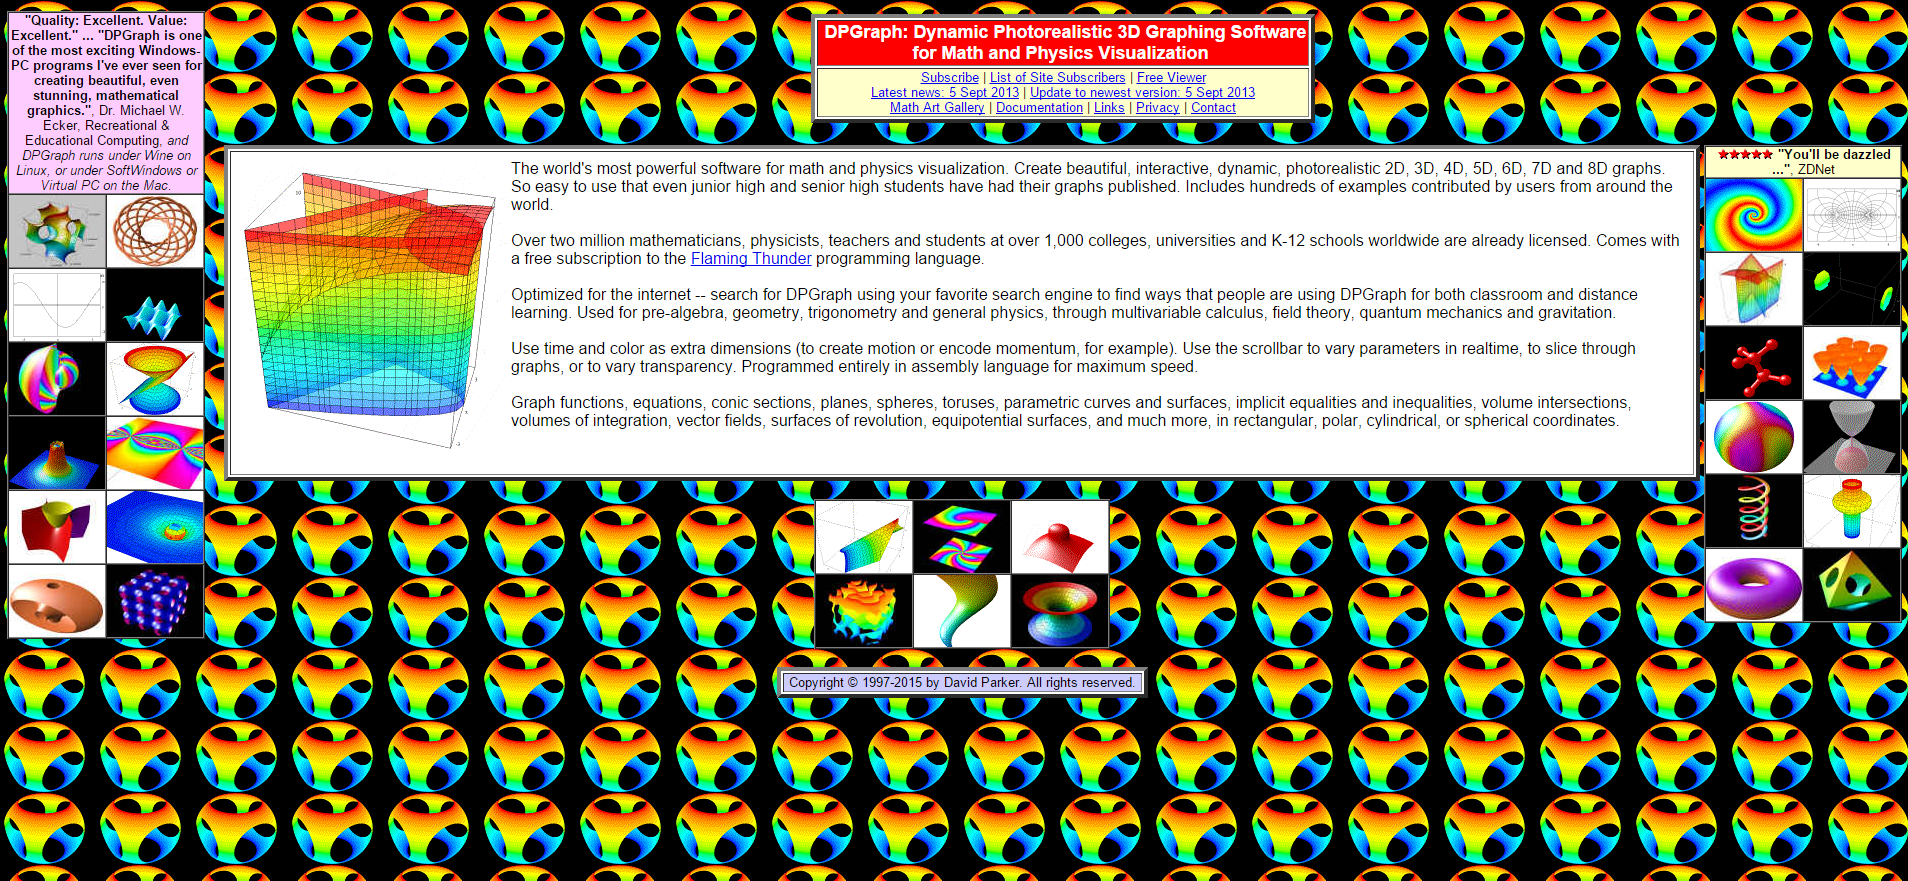 "Quality: Excellent. Value:
Excellent." ... "DPGraph is one
of the most exciting Windows-
PC programs I've ever seen for
creating beautiful, even
stunning, mathematical
graphics.", Dr. Michael W.
Ecker, Recreational &
Educational Computing, and
DPGraph runs under Wine on
Linux, or under SoftWindows or
Virtual PC on the Mac.
DPGraph: Dynamic Photorealistic 3D Graphing Software
for Math and Physics Visualization
Subscribe | List of Site Subscribers | Free Viewer
Latest news: 5 Sept 2013 | Update to newest version: 5 Sept 2013
Math Art Gallery | Documentation | Links | Privacy | Contact
The world's most powerful software for math and physics visualization. Create beautiful, interactive, dynamic, photorealistic 2D, 3D, 4D, 5D, 6D, 7D and 8D graphs.
So easy to use that even junior high and senior high students have had their graphs published. Includes hundreds of examples contributed by users from around the
world.
Over two million mathematicians, physicists, teachers and students at over 1,000 colleges, universities and K-12 schools worldwide are already licensed. Comes with
a free subscription to the Flaming Thunder programming language.
Optimized for the internet -- search for DPGraph using your favorite search engine to find ways that people are using DPGraph for both classroom and distance
learning. Used for pre-algebra, geometry, trigonometry and general physics, through multivariable calculus, field theory, quantum mechanics and gravitation.
Use time and color as extra dimensions (to create motion or encode momentum, for example). Use the scrollbar to vary parameters in realtime, to slice through
graphs, or to vary transparency. Programmed entirely in assembly language for maximum speed.
Graph functions, equations, conic sections, planes, spheres, toruses, parametric curves and surfaces, implicit equalities and inequalities, volume intersections,
volumes of integration, vector fields, surfaces of revolution, equipotential surfaces, and much more, in rectangular, polar, cylindrical, or spherical coordinates.
★★★★★ "You'll be dazzled
...", ZDNet
Copyright © 1997-2015 by David Parker. All rights reserved.